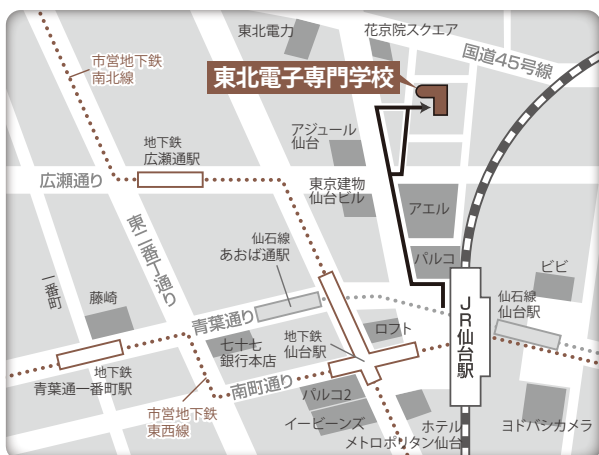 東北電力
花京院スクエア
国道45号線
市営地下鉄
南北線
東北電子専門学校
地下鉄
広瀬通駅
アジュール
仙台
広瀬通り
東京建物
仙台ビル
アエル
東二番丁通り
仙石線
あおば通駅
パルコ
ビビ
一番町
藤崎
青葉通り
JR仙台駅
仙石線
仙台駅
ロフト
七十七
銀行本店
地下鉄
仙台駅
地下鉄
青葉通一番町駅
南町通り
パルコ2
市営地下鉄
東西線
イービーンズ
ホテル
メトロポリタン仙台
ヨドバシカメラ